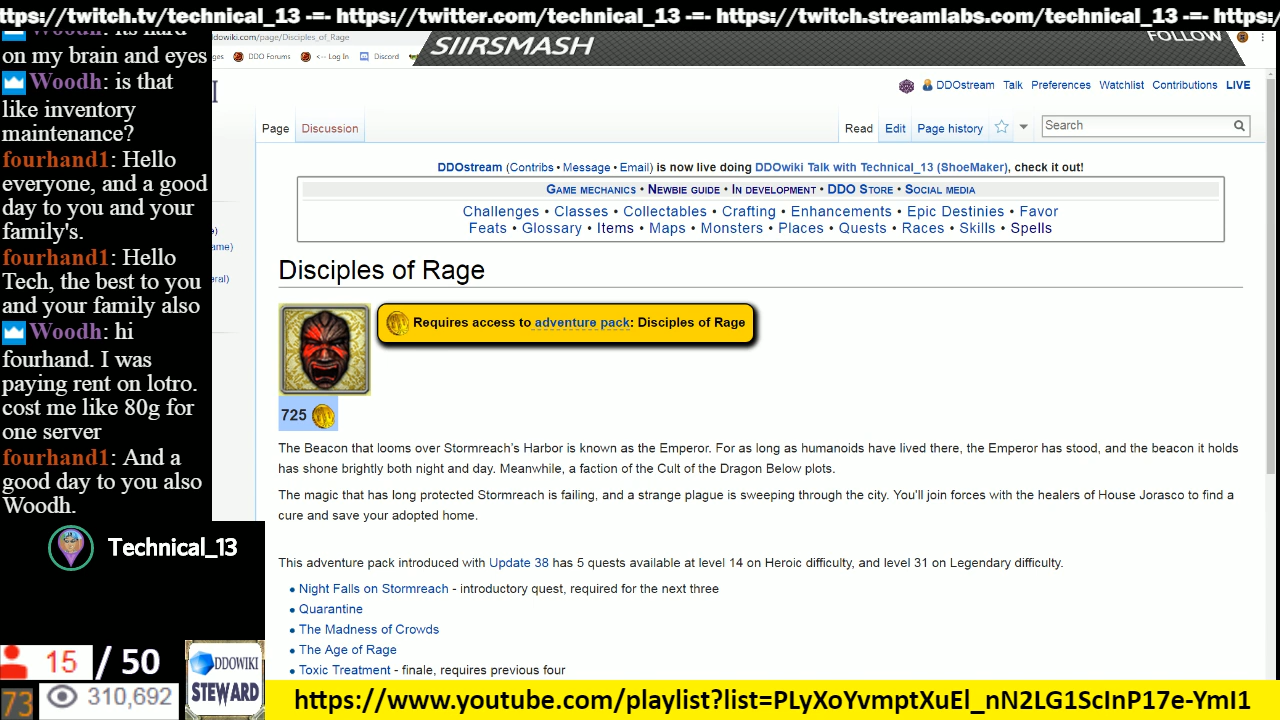 ttps://twitch.tv/technical_13 -=- https://twitter.com/technical_13 -=- https://twitch.streamlabs.com/technical_13 -=- https:/
Woodh: its hard
on my brain and eyes
Woodh: is that
like inventory
maintenance?
fourhand1: Hello
everyone, and a good
day to you and your
family's.
fourhand1: Hello
Tech, the best to you
and your family also
Woodh: hi
fourhand. I was
paying rent on lotro.
cost me like 80g for
one server
fourhand1: And a
good day to you also
Woodh.
Technical_13
15 / 50
73 310,692
DDOWIKI
STEWARD
ddowiki.com/page/Disciples_of_Rage
ges DDO Forums <-- Log In Discord
SIIRSMASH
FOLLOW
DDOstream Talk Preferences Watchlist Contributions LIVE
Page Discussion Read Edit Page history Search
e)
ame)
eral)
DDOstream (Contribs • Message • Email) is now live doing DDOwiki Talk with Technical_13 (ShoeMaker), check it out!
Game mechanics • Newbie guide • In development • DDO Store • Social media
Challenges • Classes • Collectables • Crafting • Enhancements • Epic Destinies • Favor
Feats • Glossary • Items • Maps • Monsters • Places • Quests • Races • Skills • Spells
Disciples of Rage
Requires access to adventure pack: Disciples of Rage
725
The Beacon that looms over Stormreach's Harbor is known as the Emperor. For as long as humanoids have lived there, the Emperor has stood, and the beacon it holds
has shone brightly both night and day. Meanwhile, a faction of the Cult of the Dragon Below plots.
The magic that has long protected Stormreach is failing, and a strange plague is sweeping through the city. You'll join forces with the healers of House Jorasco to find a
cure and save your adopted home.
This adventure pack introduced with Update 38 has 5 quests available at level 14 on Heroic difficulty, and level 31 on Legendary difficulty.
• Night Falls on Stormreach - introductory quest, required for the next three
• Quarantine
• The Madness of Crowds
• The Age of Rage
• Toxic Treatment - finale, requires previous four
https://www.youtube.com/playlist?list=PLyXoYvmptXuEl_nN2LG1ScInP17e-YmI1